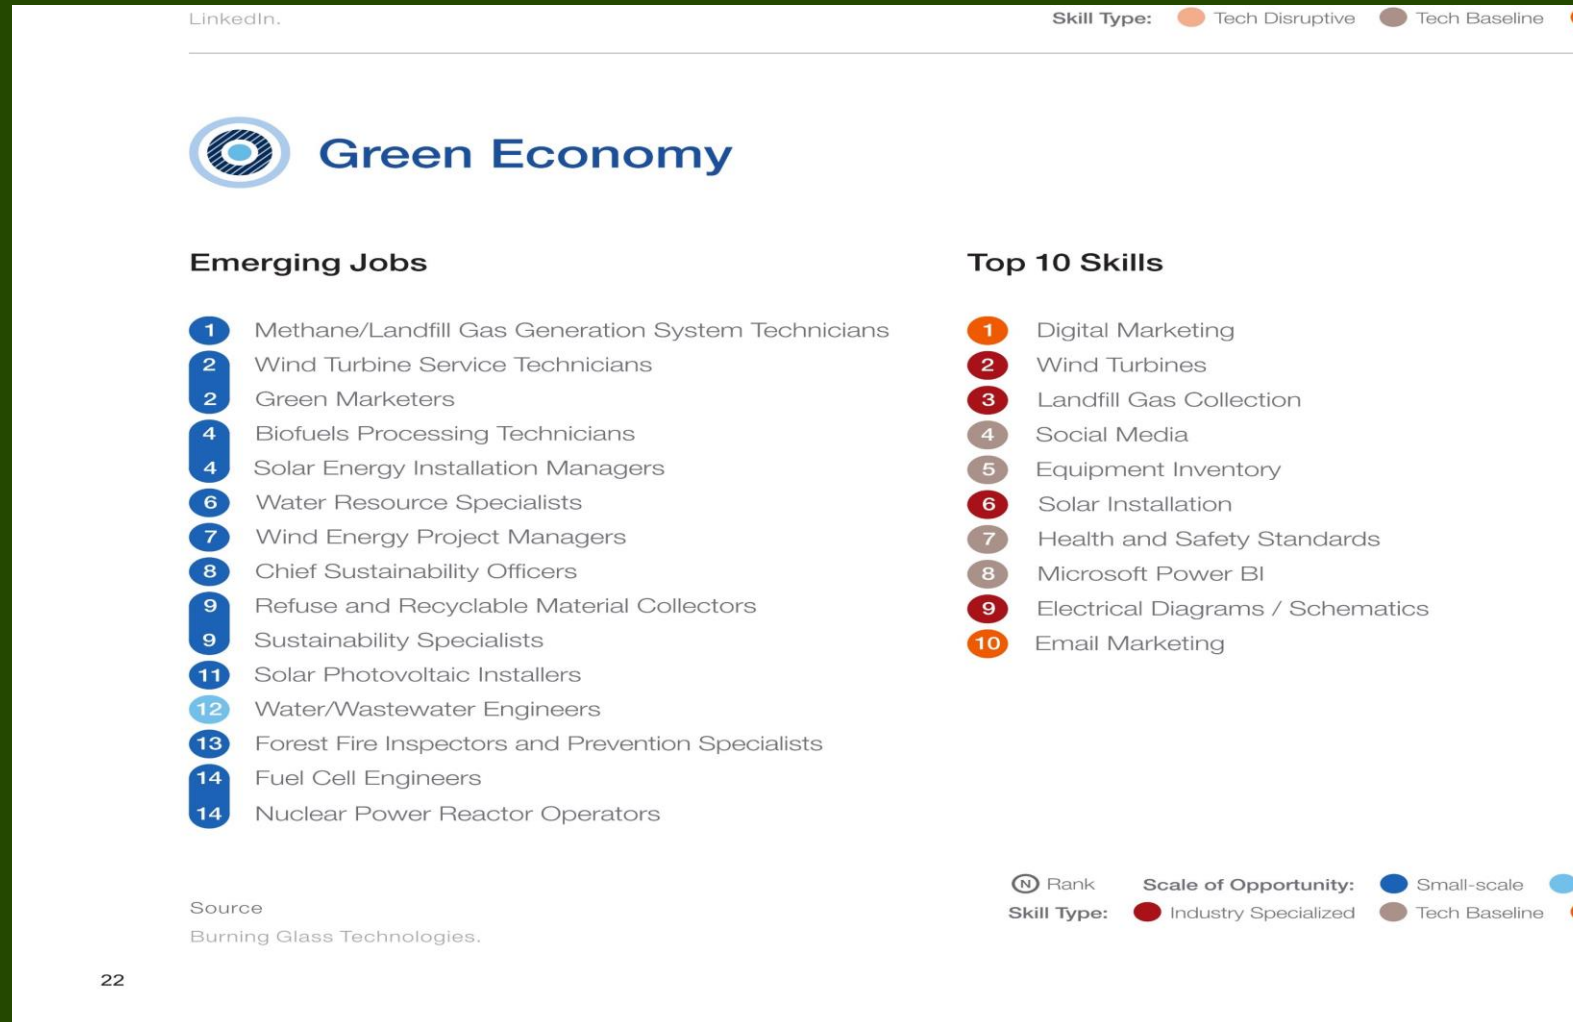 LinkedIn.
Skill Type: Tech Disruptive Tech Baseline
Green Economy
Emerging Jobs
1 Methane/Landfill Gas Generation System Technicians
2 Wind Turbine Service Technicians
2 Green Marketers
4 Biofuels Processing Technicians
4 Solar Energy Installation Managers
6 Water Resource Specialists
7 Wind Energy Project Managers
8 Chief Sustainability Officers
9 Refuse and Recyclable Material Collectors
9 Sustainability Specialists
11 Solar Photovoltaic Installers
12 Water/Wastewater Engineers
13 Forest Fire Inspectors and Prevention Specialists
14 Fuel Cell Engineers
14 Nuclear Power Reactor Operators
Top 10 Skills
1 Digital Marketing
2 Wind Turbines
3 Landfill Gas Collection
4 Social Media
5 Equipment Inventory
6 Solar Installation
7 Health and Safety Standards
8 Microsoft Power BI
9 Electrical Diagrams / Schematics
10 Email Marketing
N Rank Scale of Opportunity: Small-scale
Skill Type: Industry Specialized Tech Baseline
Source
Burning Glass Technologies.
22